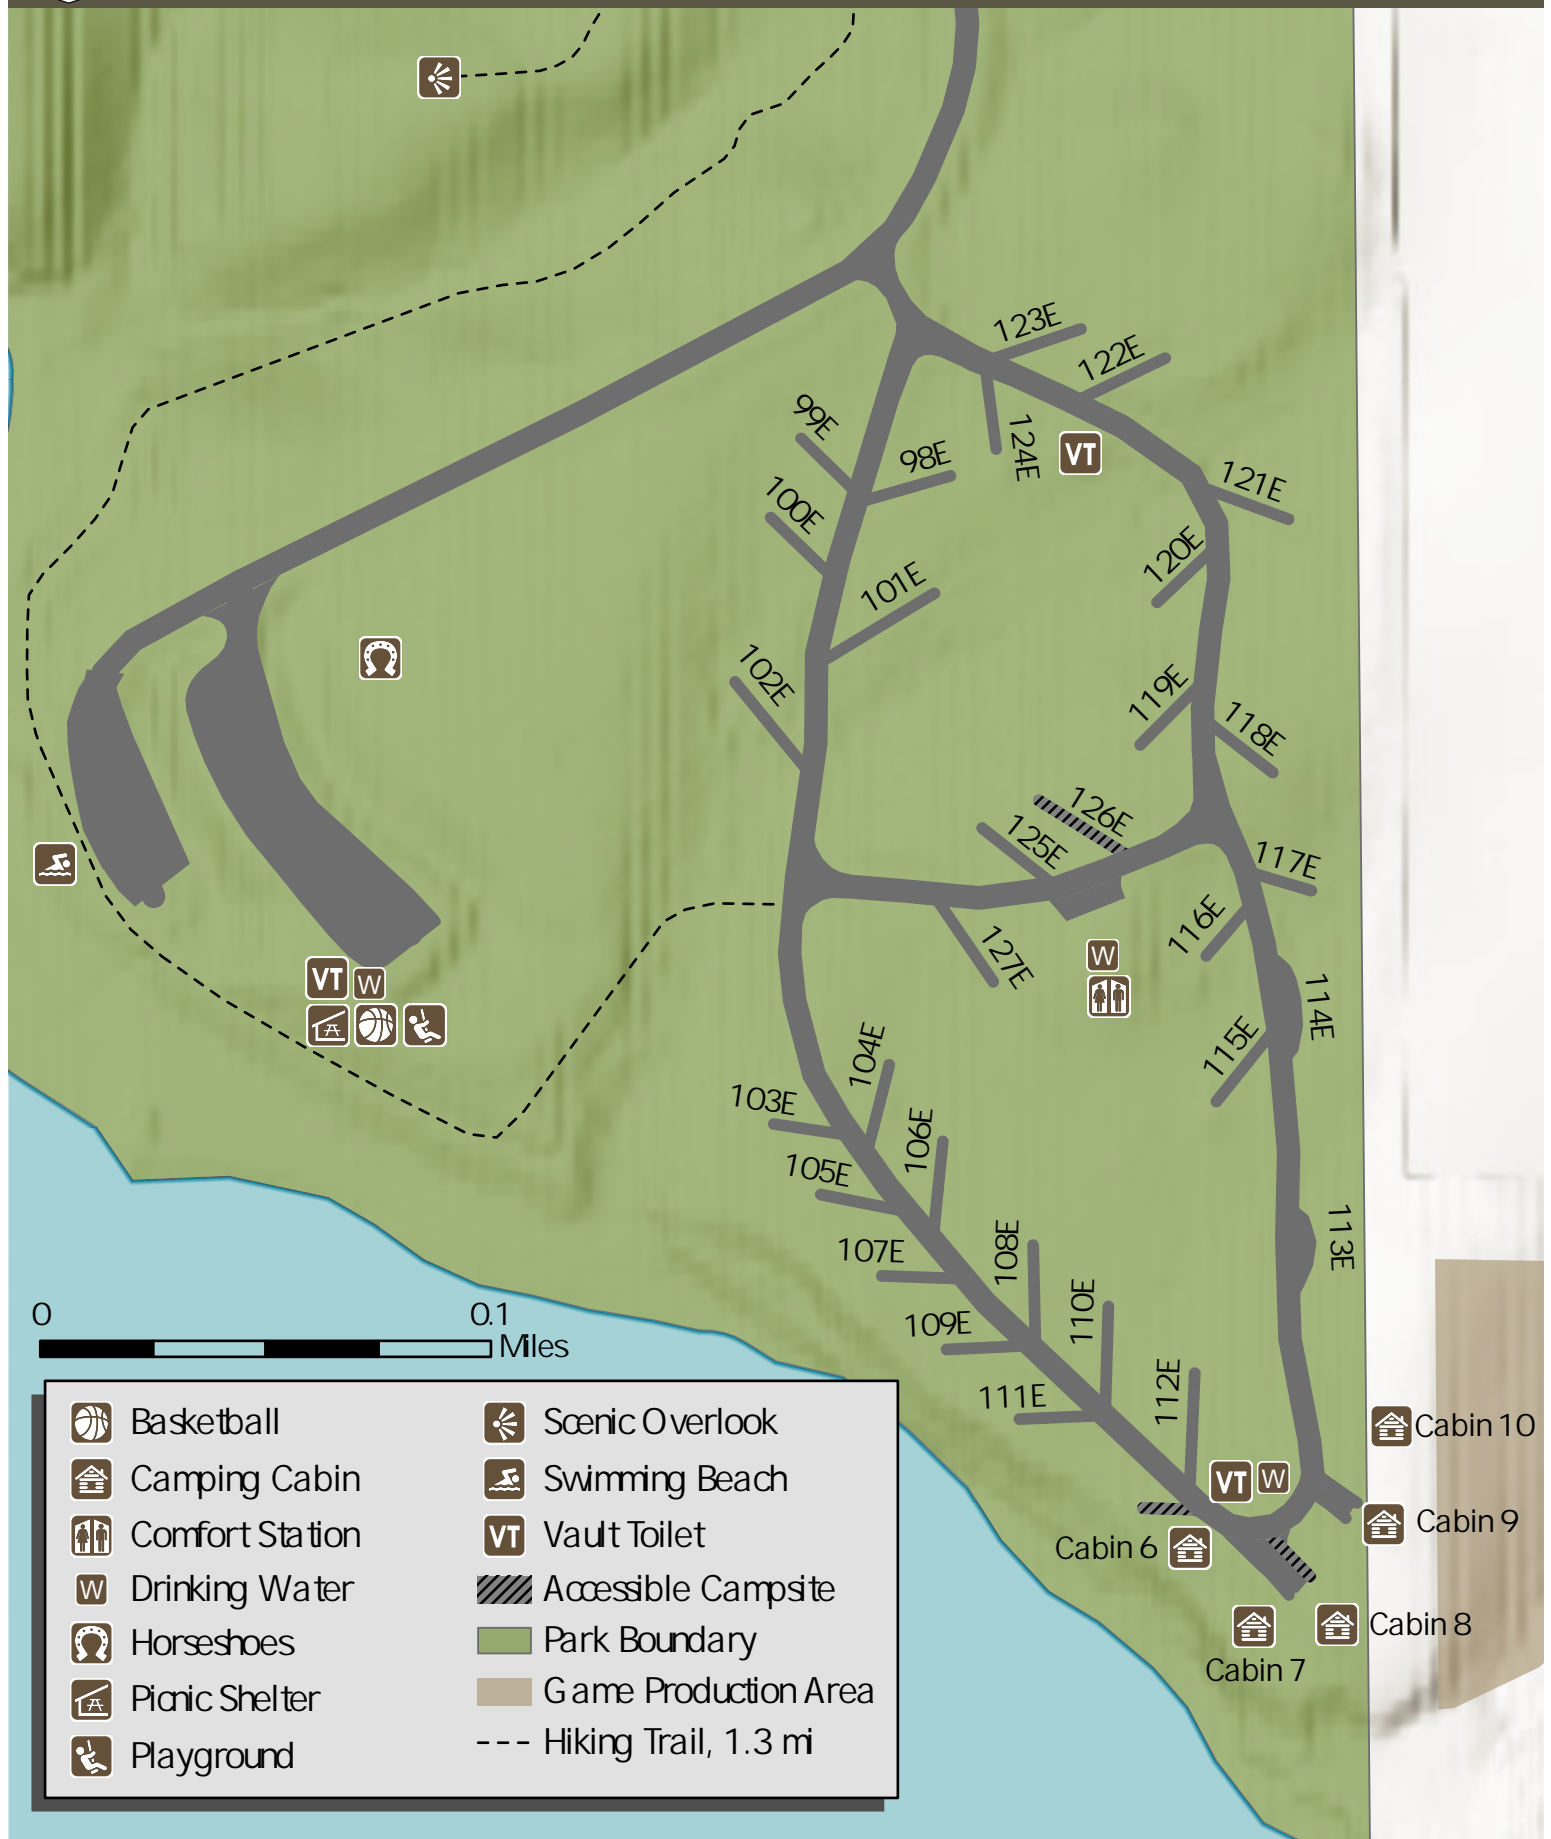 123E
122E
99E
98E
124E
VT
121E
100E
120E
101E
102E
119E
118E
126E
125E
117E
116E
127E
W
VT
W
114E
115E
104E
103E
106E
105E
107E
108E
113E
109E
110E
111E
112E
0
0.1
Miles
Cabin 10
VT
W
Cabin 9
Cabin 6
Cabin 8
Cabin 7
Basketball
Camping Cabin
Comfort Station
W Drinking Water
Horseshoes
Picnic Shelter
Playground
Scenic Overlook
Swimming Beach
VT Vault Toilet
Accessible Campsite
Park Boundary
Game Production Area
Hiking Trail, 1.3 mi